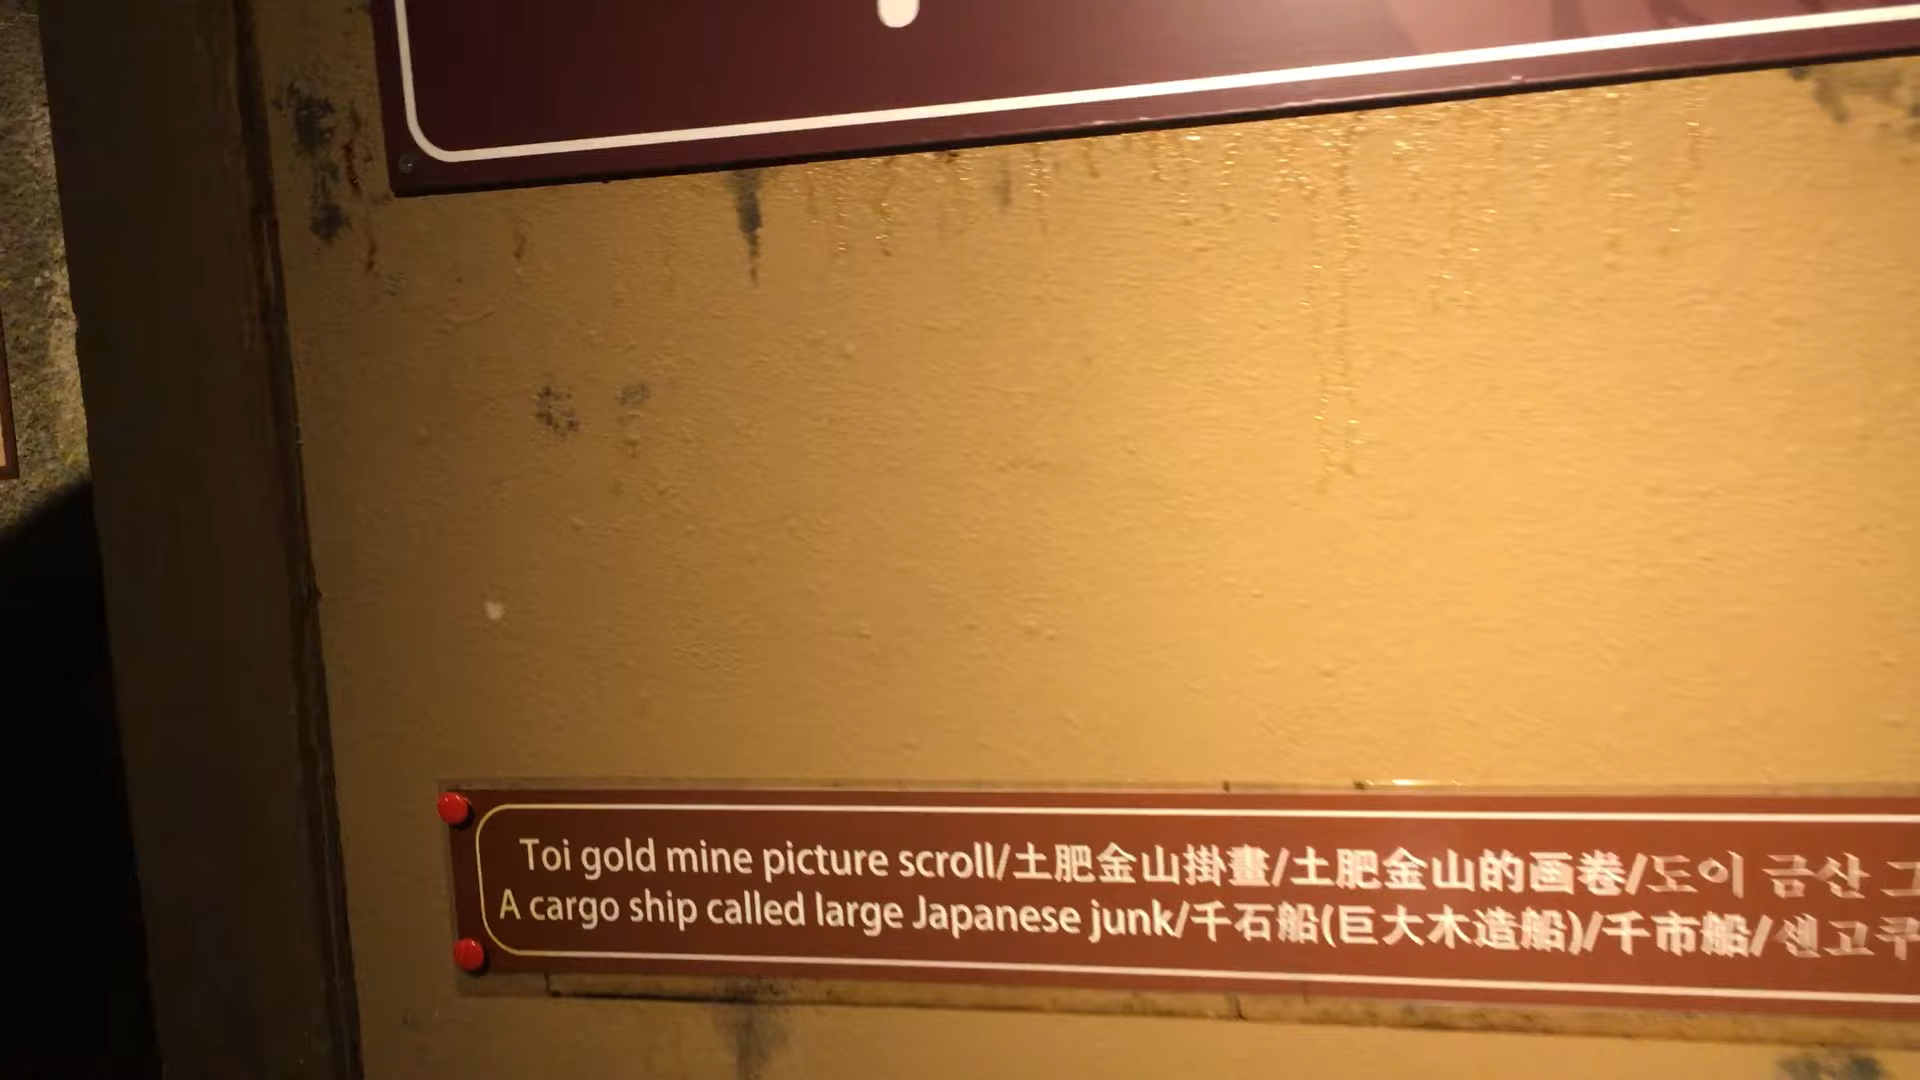 Toi gold mine picture scroll/土肥金山掛畫/土肥金山的画卷/도이 금산 그
A cargo ship called large Japanese junk/千石船(巨大木造船)/千市船/센고쿠